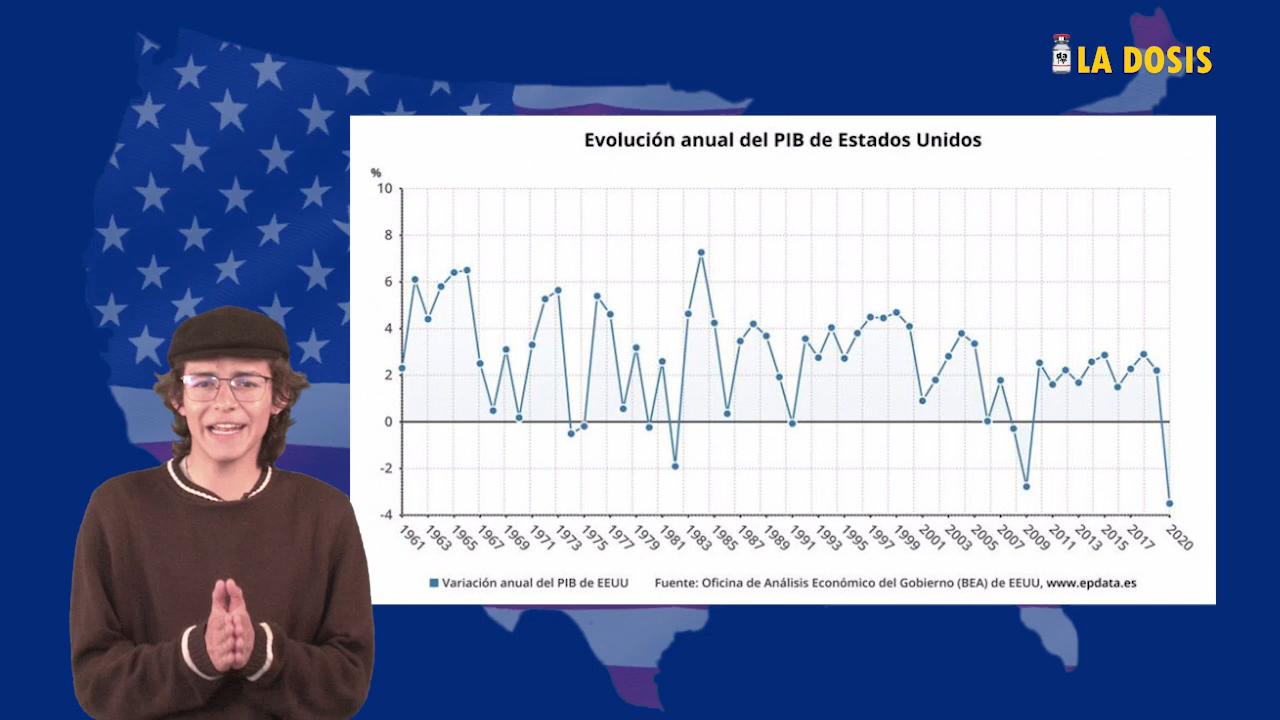 LA DOSIS
Evolución anual del PIB de Estados Unidos
%
10
8
6
4
2
0
-2
-4
1961 1963 1965 1967 1969 1971 1973 1975 1977 1979 1981 1983 1985 1987 1989 1991 1993 1995 1997 1999 2001 2003 2005 2007 2009 2011 2013 2015 2017 2020
Variación anual del PIB de EEUU Fuente: Oficina de Análisis Económico del Gobierno (BEA) de EEUU, www.epdata.es